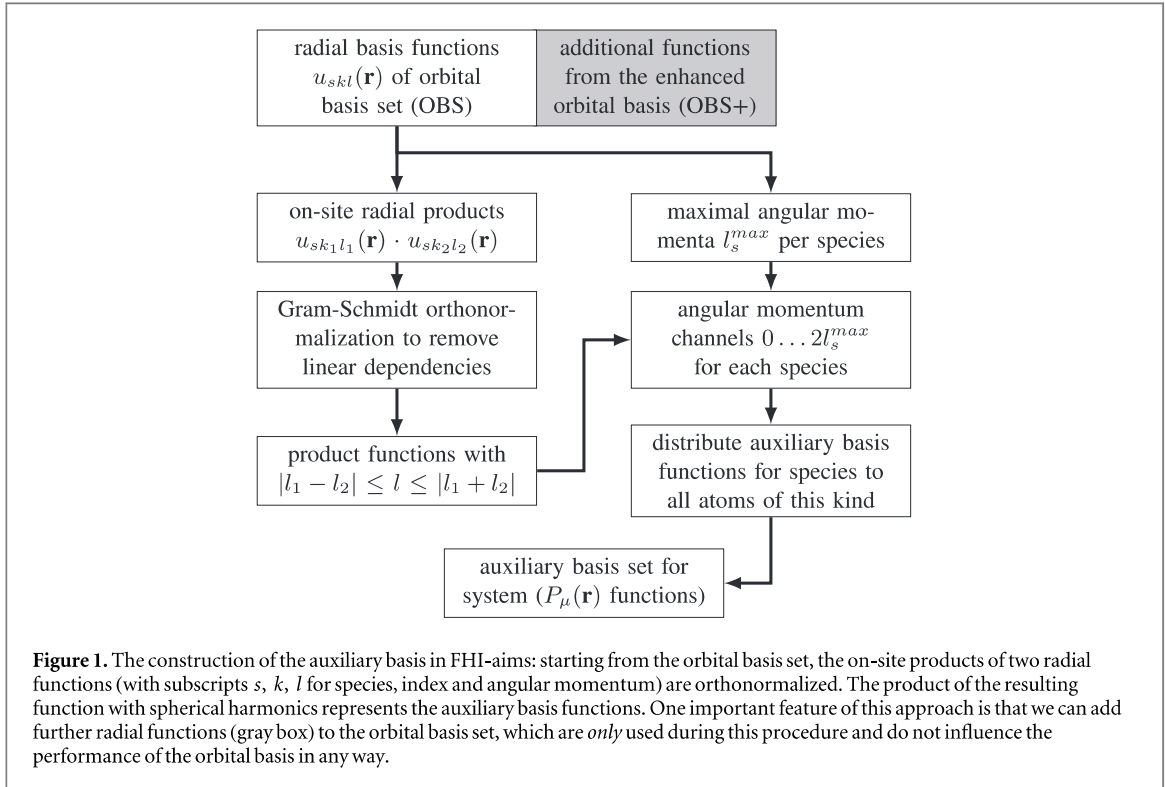 radial basis functions
u_{skl}(r) of orbital
basis set (OBS)
additional functions
from the enhanced
orbital basis (OBS+)
on-site radial products
u_{sk_1l_1}(r) · u_{sk_2l_2}(r)
maximal angular mo-
menta l_s^{max} per species
Gram-Schmidt orthonor-
malization to remove
linear dependencies
angular momentum
channels 0 … 2l_s^{max}
for each species
product functions with
|l_1 − l_2| ≤ l ≤ |l_1 + l_2|
distribute auxiliary basis
functions for species to
all atoms of this kind
auxiliary basis set for
system (P_μ(r) functions)
Figure 1. The construction of the auxiliary basis in FHI-aims: starting from the orbital basis set, the on-site products of two radial
functions (with subscripts s, k, l for species, index and angular momentum) are orthonormalized. The product of the resulting
function with spherical harmonics represents the auxiliary basis functions. One important feature of this approach is that we can add
further radial functions (gray box) to the orbital basis set, which are only used during this procedure and do not influence the
performance of the orbital basis in any way.